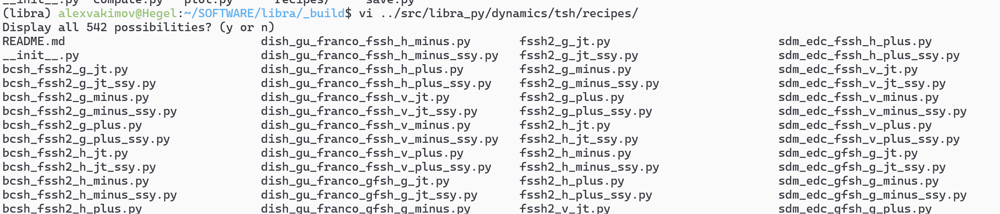 __init__.py  compute.py  plot.py      recipes/     save.py
(libra) alexvakimov@Hegel:~/SOFTWARE/libra/_build$ vi ../src/libra_py/dynamics/tsh/recipes/
Display all 542 possibilities? (y or n)
README.md dish_gu_franco_fssh_h_minus.py fssh2_g_jt.py sdm_edc_fssh_h_plus.py
__init__.py dish_gu_franco_fssh_h_minus_ssy.py fssh2_g_jt_ssy.py sdm_edc_fssh_h_plus_ssy.py
bcsh_fssh2_g_jt.py dish_gu_franco_fssh_h_plus.py fssh2_g_minus.py sdm_edc_fssh_v_jt.py
bcsh_fssh2_g_jt_ssy.py dish_gu_franco_fssh_h_plus_ssy.py fssh2_g_minus_ssy.py sdm_edc_fssh_v_jt_ssy.py
bcsh_fssh2_g_minus.py dish_gu_franco_fssh_v_jt.py fssh2_g_plus.py sdm_edc_fssh_v_minus.py
bcsh_fssh2_g_minus_ssy.py dish_gu_franco_fssh_v_jt_ssy.py fssh2_g_plus_ssy.py sdm_edc_fssh_v_minus_ssy.py
bcsh_fssh2_g_plus.py dish_gu_franco_fssh_v_minus.py fssh2_h_jt.py sdm_edc_fssh_v_plus.py
bcsh_fssh2_g_plus_ssy.py dish_gu_franco_fssh_v_minus_ssy.py fssh2_h_jt_ssy.py sdm_edc_fssh_v_plus_ssy.py
bcsh_fssh2_h_jt.py dish_gu_franco_fssh_v_plus.py fssh2_h_minus.py sdm_edc_gfsh_g_jt.py
bcsh_fssh2_h_jt_ssy.py dish_gu_franco_fssh_v_plus_ssy.py fssh2_h_minus_ssy.py sdm_edc_gfsh_g_jt_ssy.py
bcsh_fssh2_h_minus.py dish_gu_franco_gfsh_g_jt.py fssh2_h_plus.py sdm_edc_gfsh_g_minus.py
bcsh_fssh2_h_minus_ssy.py dish_gu_franco_gfsh_g_jt_ssy.py fssh2_h_plus_ssy.py sdm_edc_gfsh_g_minus_ssy.py
bcsh_fssh2_h_plus.py dish_gu_franco_gfsh_g_minus.py fssh2_v_jt.py sdm_edc_gfsh_g_plus.py